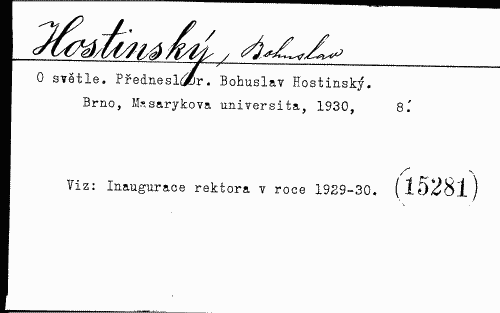 Hostinský, Bohuslav
O světle. Přednesl Dr. Bohuslav Hostinský.
Brno, Masarykova universita, 1930, 8.'
Viz: Inaugurace rektora v roce 1929-30. (15281)